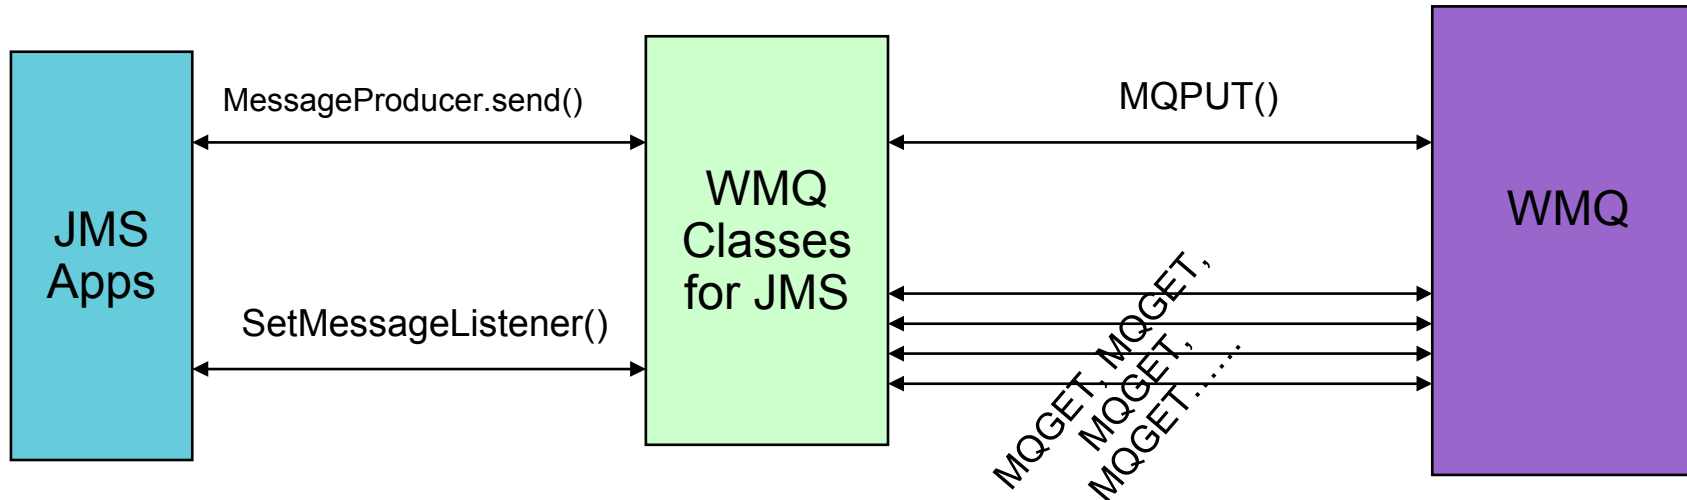 JMS
Apps
MessageProducer.send()
SetMessageListener()
WMQ
Classes
for JMS
MQPUT()
MQGET, MQGET,
MQGET,
MQGET……
WMQ